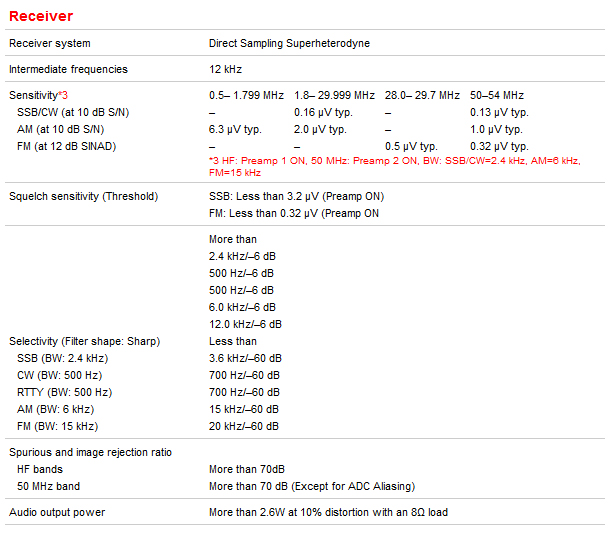 Receiver
Receiver system Direct Sampling Superheterodyne
Intermediate frequencies 12 kHz
Sensitivity*3 0.5– 1.799 MHz 1.8– 29.999 MHz 28.0– 29.7 MHz 50–54 MHz
SSB/CW (at 10 dB S/N) – 0.16 μV typ. – 0.13 μV typ.
AM (at 10 dB S/N) 6.3 μV typ. 2.0 μV typ. – 1.0 μV typ.
FM (at 12 dB SINAD) – – 0.5 μV typ. 0.32 μV typ.
*3 HF: Preamp 1 ON, 50 MHz: Preamp 2 ON, BW: SSB/CW=2.4 kHz, AM=6 kHz,
FM=15 kHz
Squelch sensitivity (Threshold) SSB: Less than 3.2 μV (Preamp ON)
FM: Less than 0.32 μV (Preamp ON
More than
2.4 kHz/–6 dB
500 Hz/–6 dB
500 Hz/–6 dB
6.0 kHz/–6 dB
12.0 kHz/–6 dB
Selectivity (Filter shape: Sharp) Less than
SSB (BW: 2.4 kHz) 3.6 kHz/–60 dB
CW (BW: 500 Hz) 700 Hz/–60 dB
RTTY (BW: 500 Hz) 700 Hz/–60 dB
AM (BW: 6 kHz) 15 kHz/–60 dB
FM (BW: 15 kHz) 20 kHz/–60 dB
Spurious and image rejection ratio
HF bands More than 70dB
50 MHz band More than 70 dB (Except for ADC Aliasing)
Audio output power More than 2.6W at 10% distortion with an 8Ω load